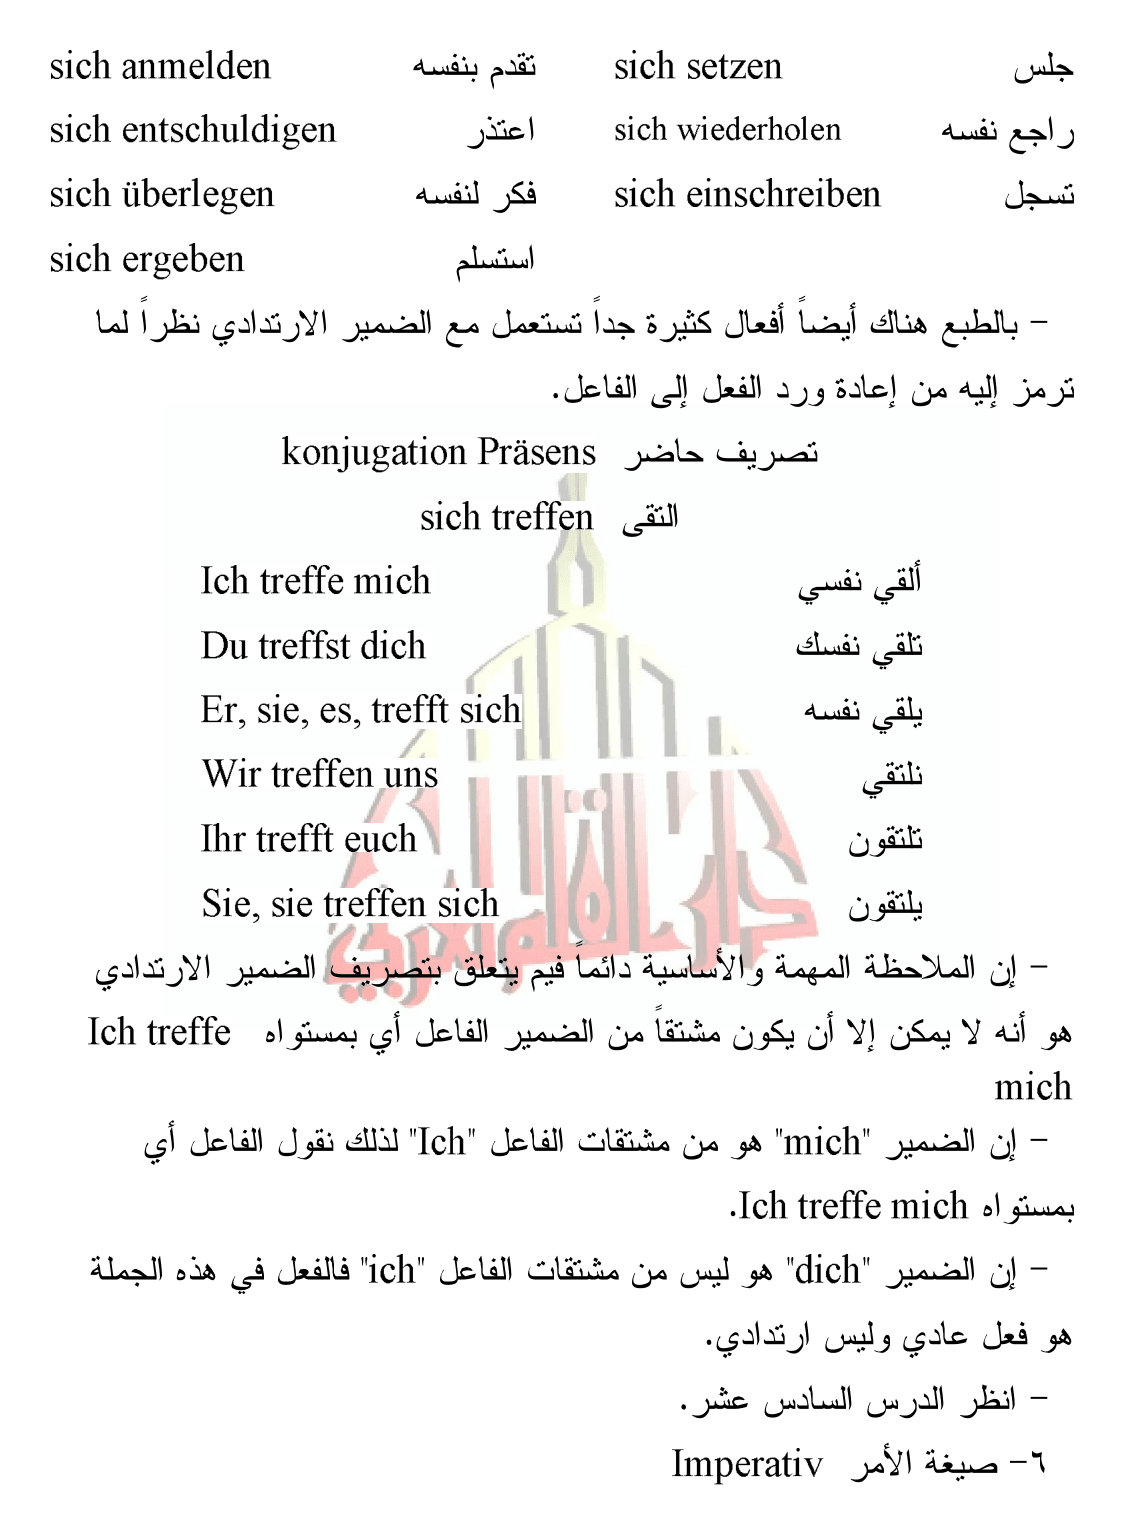 sich anmelden تقدم بنفسه sich setzen جلس
sich entschuldigen اعتذر sich wiederholen راجع نفسه
sich überlegen فكر لنفسه sich einschreiben تسجل
sich ergeben استسلم
– بالطبع هناك أيضاً أفعال كثيرة جداً تستعمل مع الضمير الارتدادي نظراً لما
ترمز إليه من إعادة ورد الفعل إلى الفاعل.
تصريف حاضر konjugation Präsens
التقى sich treffen
Ich treffe mich ألقي نفسي
Du treffst dich تلقي نفسك
Er, sie, es, trefft sich يلقي نفسه
Wir treffen uns نلتقي
Ihr trefft euch تلتقون
Sie, sie treffen sich يلتقون
– إن الملاحظة المهمة والأساسية دائماً فيم يتعلق بتصريف الضمير الارتدادي
هو أنه لا يمكن إلا أن يكون مشتقاً من الضمير الفاعل أي بمستواه Ich treffe
mich
– إن الضمير "mich" هو من مشتقات الفاعل "Ich" لذلك نقول الفاعل أي
بمستواه Ich treffe mich.
– إن الضمير "dich" هو ليس من مشتقات الفاعل "ich" فالفعل في هذه الجملة
هو فعل عادي وليس ارتدادي.
– انظر الدرس السادس عشر.
٦– صيغة الأمر Imperativ
دار القلم العربي